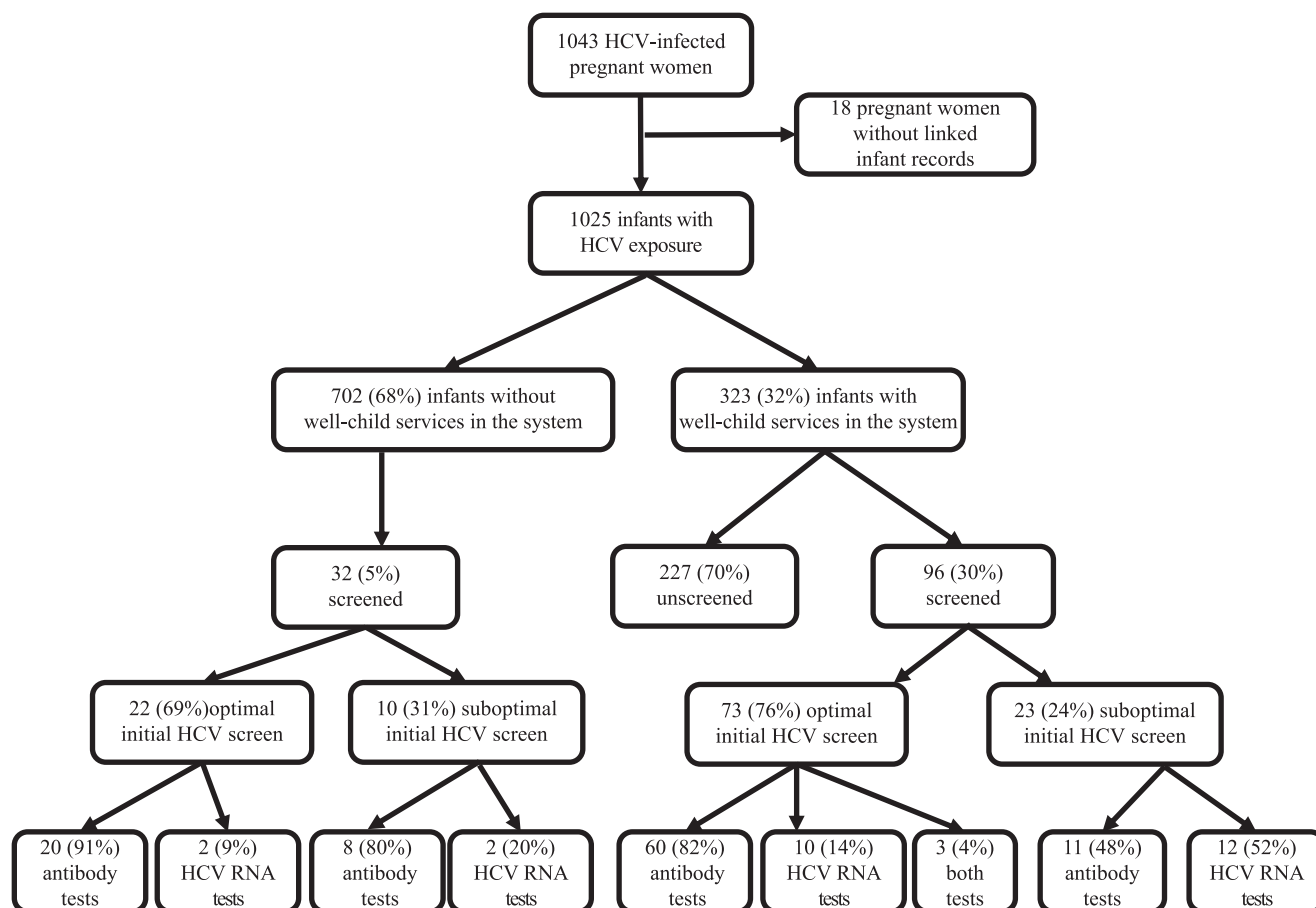 1043 HCV-infected
pregnant women
18 pregnant women
without linked
infant records
1025 infants with
HCV exposure
702 (68%) infants without
well-child services in the system
323 (32%) infants with
well-child services in the system
32 (5%)
screened
227 (70%)
unscreened
96 (30%)
screened
22 (69%)optimal
initial HCV screen
10 (31%) suboptimal
initial HCV screen
73 (76%) optimal
initial HCV screen
23 (24%) suboptimal
initial HCV screen
20 (91%)
antibody
tests
2 (9%)
HCV RNA
tests
8 (80%)
antibody
tests
2 (20%)
HCV RNA
tests
60 (82%)
antibody
tests
10 (14%)
HCV RNA
tests
3 (4%)
both
tests
11 (48%)
antibody
tests
12 (52%)
HCV RNA
tests